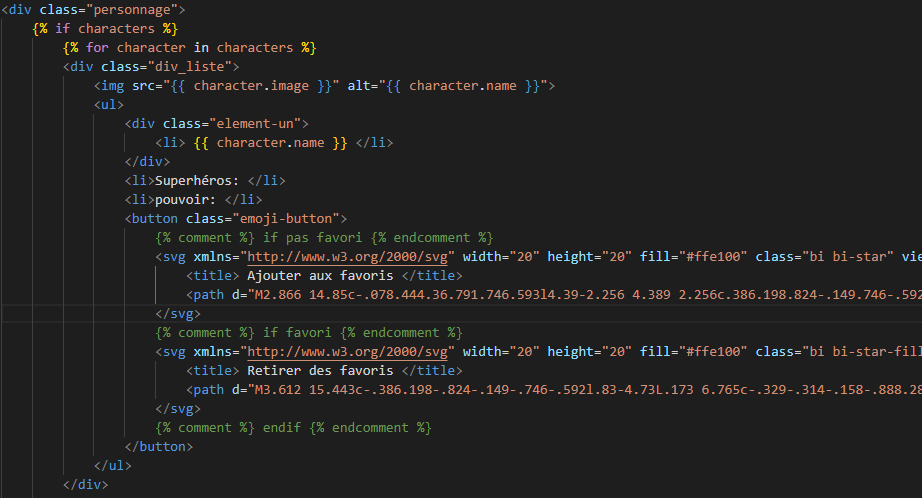 <div class="personnage">
{% if characters %}
{% for character in characters %}
<div class="div_liste">
<img src="{{ character.image }}" alt="{{ character.name }}">
<ul>
<div class="element-un">
<li> {{ character.name }} </li>
</div>
<li>Superhéros: </li>
<li>pouvoir: </li>
<button class="emoji-button">
{% comment %} if pas favori {% endcomment %}
<svg xmlns="http://www.w3.org/2000/svg" width="20" height="20" fill="#ffe100" class="bi bi-star" vie
<title> Ajouter aux favoris </title>
<path d="M2.866 14.85c-.078.444.36.791.746.593l4.39-2.256 4.389 2.256c.386.198.824-.149.746-.592
</svg>
{% comment %} if favori {% endcomment %}
<svg xmlns="http://www.w3.org/2000/svg" width="20" height="20" fill="#ffe100" class="bi bi-star-fill
<title> Retirer des favoris </title>
<path d="M3.612 15.443c-.386.198-.824-.149-.746-.592l.83-4.73L.173 6.765c-.329-.314-.158-.888.28
</svg>
{% comment %} endif {% endcomment %}
</button>
</ul>
</div>